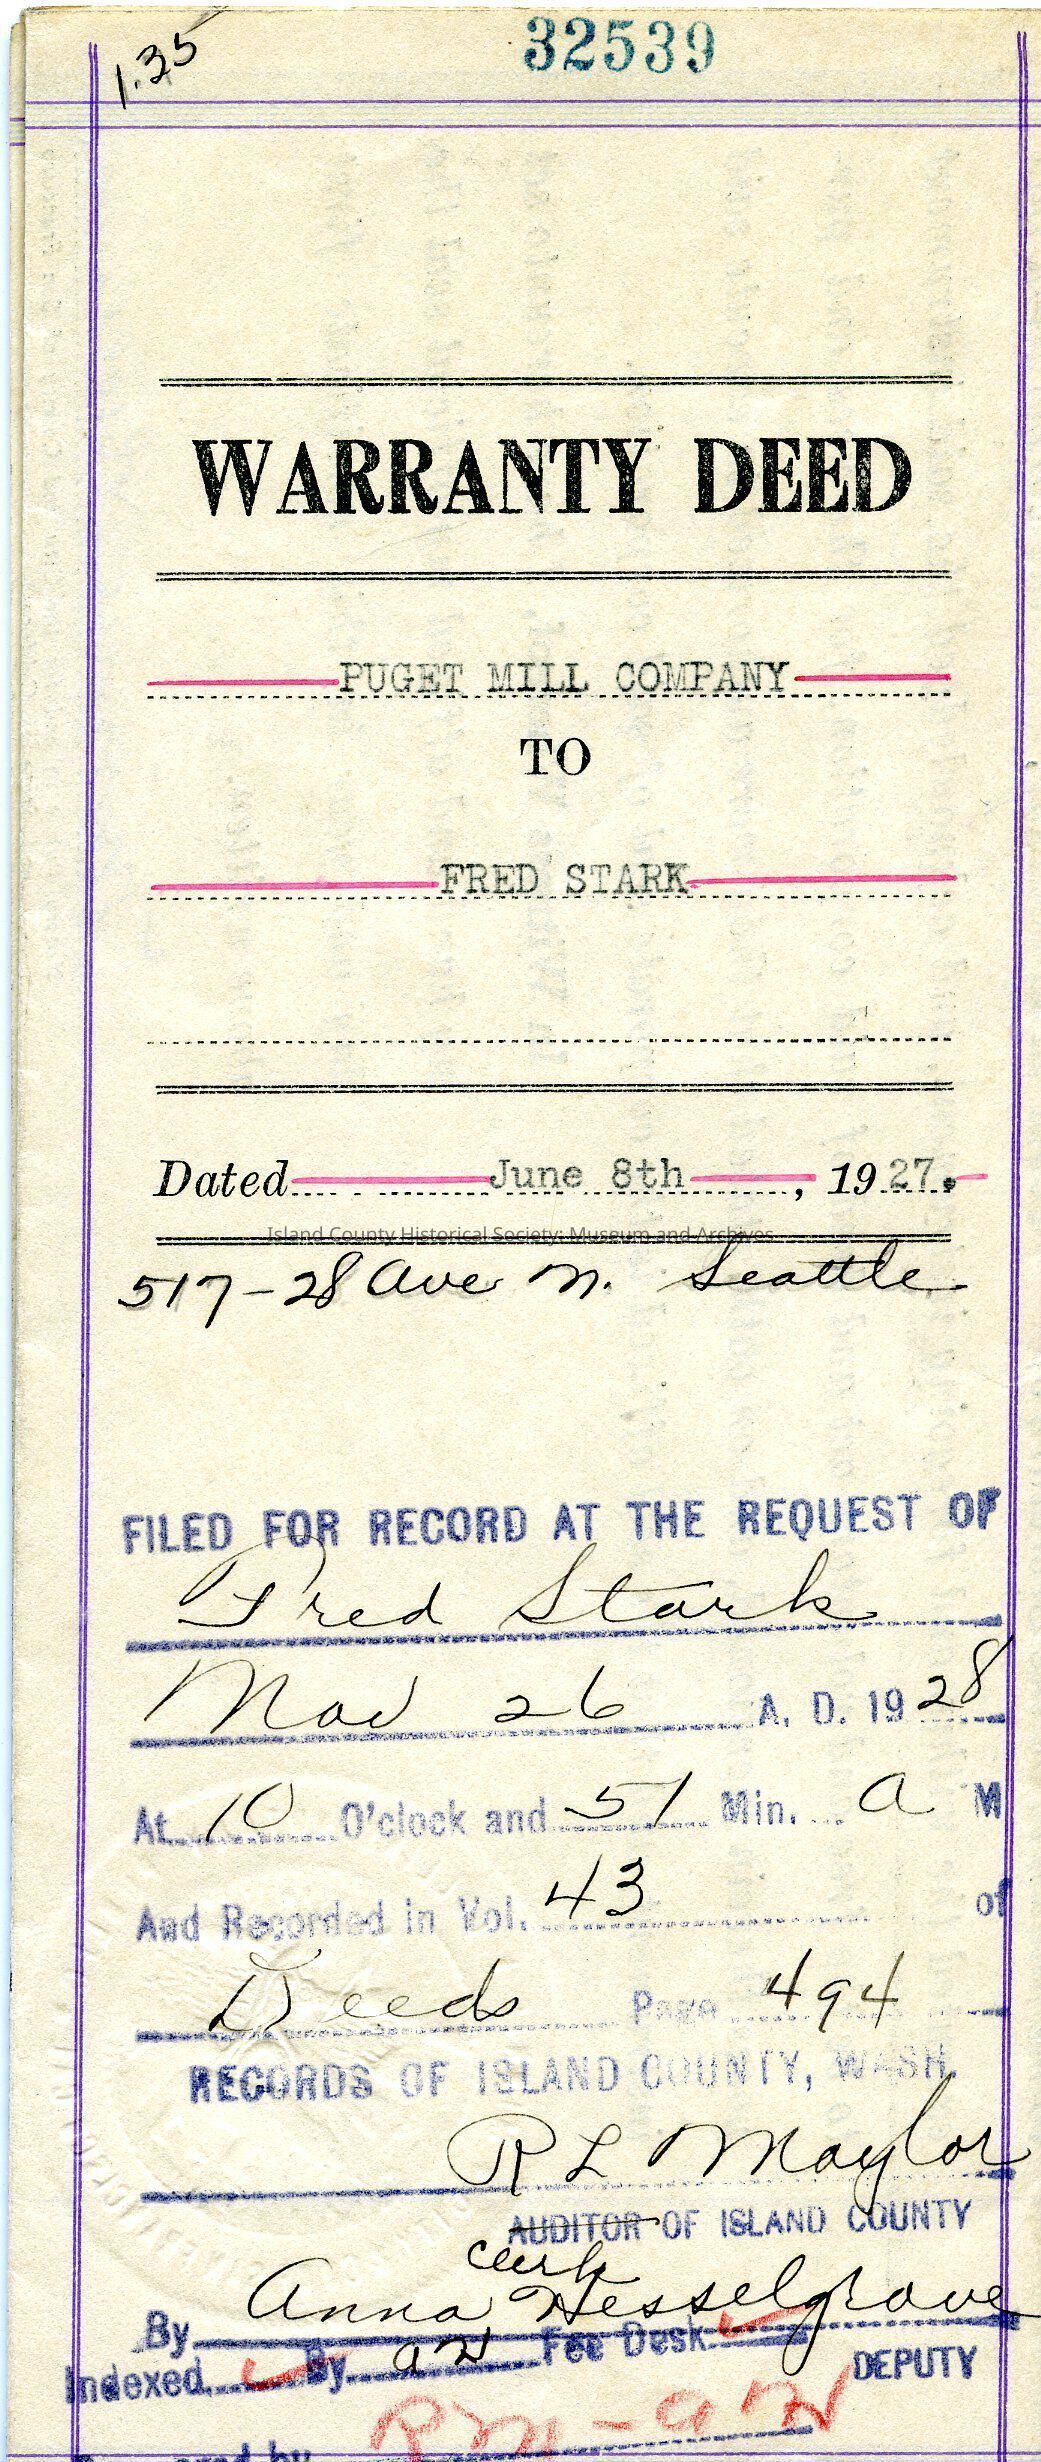 1.35
32539
WARRANTY DEED
PUGET MILL COMPANY
TO
FRED STARK
Dated June 8th, 1927.
Island County Historical Society: Museum and Archives
517-28 Ave N. Seattle
FILED FOR RECORD AT THE REQUEST OF
Fred Stark
Nov 26 A. D. 1928
At 10 O'clock and 51 Min. A M
And Recorded in Vol. 43 of
Deeds Page 494
RECORDS OF ISLAND COUNTY, WASH.
R L Maylor
AUDITOR OF ISLAND COUNTY
Clerk
By Anna Hesselgrave
Indexed By AH Fee Desk
DEPUTY